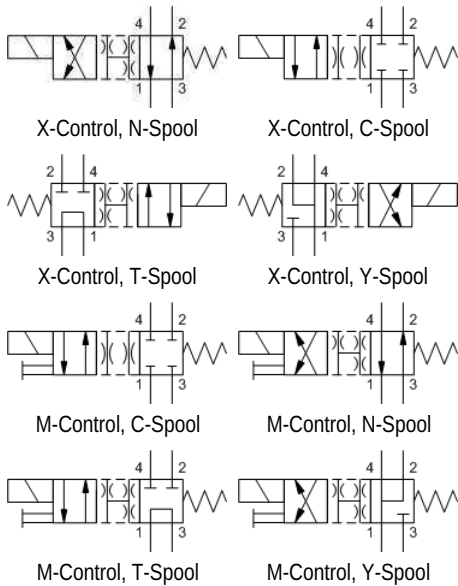 4 2
1 3
X-Control, N-Spool
4 2
1 3
X-Control, C-Spool
2 4
3 1
X-Control, T-Spool
2 4
3 1
X-Control, Y-Spool
4 2
1 3
M-Control, C-Spool
4 2
1 3
M-Control, N-Spool
4 2
1 3
M-Control, T-Spool
4 2
1 3
M-Control, Y-Spool